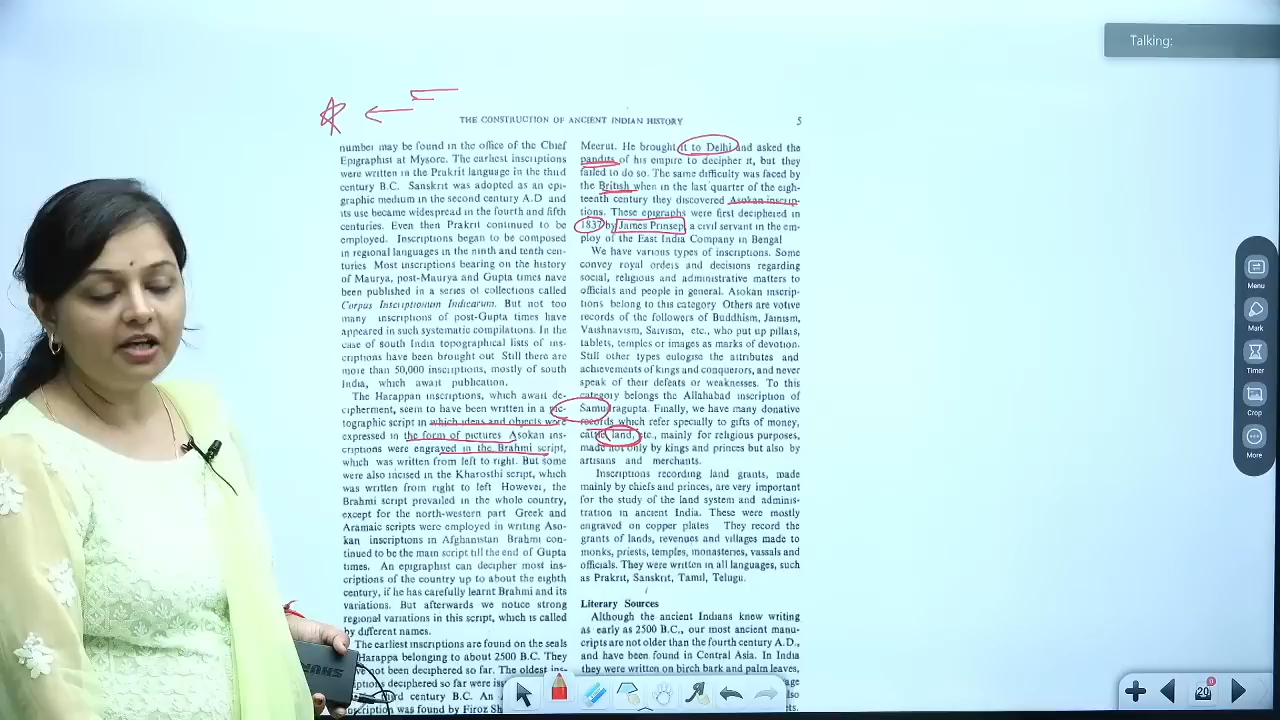 Talking:
THE CONSTRUCTION OF ANCIENT INDIAN HISTORY
5
number may be found in the office of the Chief
Epigraphist at Mysore. The earliest inscriptions
were written in the Prakrit language in the third
century B.C. Sanskrit was adopted as an epi-
graphic medium in the second century A.D and
its use became widespread in the fourth and fifth
centuries. Even then Prakrit continued to be
employed. Inscriptions began to be composed
in regional languages in the ninth and tenth cen-
turies Most inscriptions bearing on the history
of Maurya, post-Maurya and Gupta times have
been published in a series of collections called
Corpus Inscriptionum Indicarum. But not too
many inscriptions of post-Gupta times have
appeared in such systematic compilations. In the
case of south India topographical lists of ins-
criptions have been brought out Still there are
more than 50,000 inscriptions, mostly of south
India, which await publication.
The Harappan inscriptions, which await de-
cipherment, seem to have been written in a pic-
tographic script in which ideas and objects were
expressed in the form of pictures Asokan ins-
criptions were engraved in the Brahmi script,
which was written from left to right. But some
were also incised in the Kharosthi script, which
was written from right to left However, the
Brahmi script prevailed in the whole country,
except for the north-western part Greek and
Aramaic scripts were employed in writing Aso-
kan inscriptions in Afghanistan Brahmi con-
tinued to be the main script till the end of Gupta
times. An epigraphist can decipher most ins-
criptions of the country up to about the eighth
century, if he has carefully learnt Brahmi and its
variations. But afterwards we notice strong
regional variations in this script, which is called
by different names.
The earliest inscriptions are found on the seals
Harappa belonging to about 2500 B.C. They
not been deciphered so far. The oldest ins-
deciphered so far were
century B.C. An
was found by Firoz
Meerut. He brought it to Delhi and asked the
pandits of his empire to decipher it, but they
failed to do so. The same difficulty was faced by
the British when in the last quarter of the eigh-
teenth century they discovered Asokan inscrip-
tions. These epigraphs were first deciphered in
1837 by James Prinsep, a civil servant in the em-
ploy of the East India Company in Bengal
We have various types of inscriptions. Some
convey royal orders and decisions regarding
social, religious and administrative matters to
officials and people in general. Asokan inscrip-
tions belong to this category Others are votive
records of the followers of Buddhism, Jainism,
Vaishnavism, Saivism, etc., who put up pillars,
tablets, temples or images as marks of devotion.
Still other types eulogise the attributes and
achievements of kings and conquerors, and never
speak of their defeats or weaknesses. To this
category belongs the Allahabad inscription of
Samudragupta. Finally, we have many donative
records which refer specially to gifts of money,
cattle, land, etc., mainly for religious purposes,
made not only by kings and princes but also by
artisans and merchants.
Inscriptions recording land grants, made
mainly by chiefs and princes, are very important
for the study of the land system and adminis-
tration in ancient India. These were mostly
engraved on copper plates They record the
grants of lands, revenues and villages made to
monks, priests, temples, monasteries, vassals and
officials. They were written in all languages, such
as Prakrit, Sanskrit, Tamil, Telugu.
Literary Sources
Although the ancient Indians knew writing
as early as 2500 B.C., our most ancient manu-
scripts are not older than the fourth century A.D.,
and have been found in Central Asia. In India
they were written on birch bark and palm leaves,
Menu
Mark
Timer
Crop
More
20